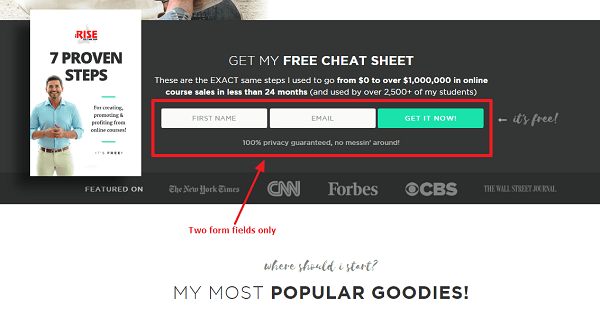 RISE
7 PROVEN
STEPS
For creating,
promoting &
profiting from
online courses!
IT'S FREE!
GET MY FREE CHEAT SHEET
These are the EXACT same steps I used to go from $0 to over $1,000,000 in online
course sales in less than 24 months (and used by over 2,500+ of my students)
FIRST NAME
EMAIL
GET IT NOW!
it's free!
100% privacy guaranteed, no messin' around!
FEATURED ON
The New York Times
CNN
Forbes
CBS
THE WALL STREET JOURNAL
Two form fields only
where should i start?
MY MOST POPULAR GOODIES!